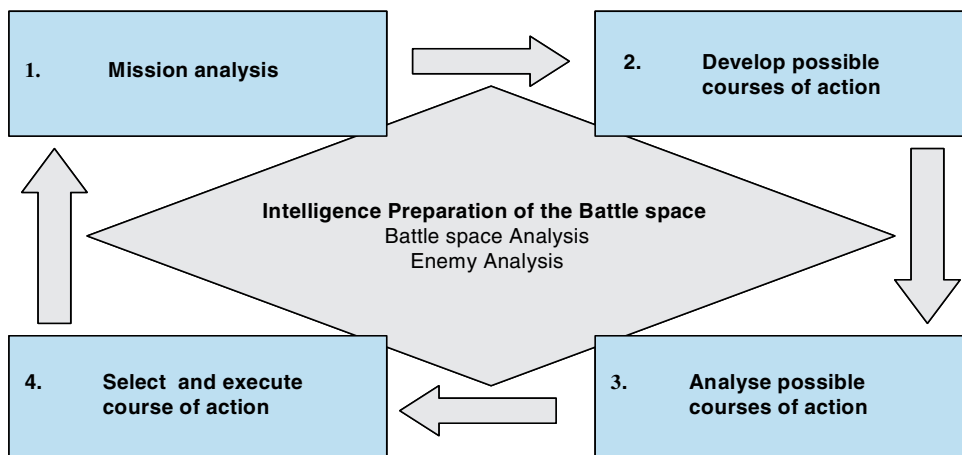 1. Mission analysis
2. Develop possible
courses of action
Intelligence Preparation of the Battle space
Battle space Analysis
Enemy Analysis
4. Select and execute
course of action
3. Analyse possible
courses of action